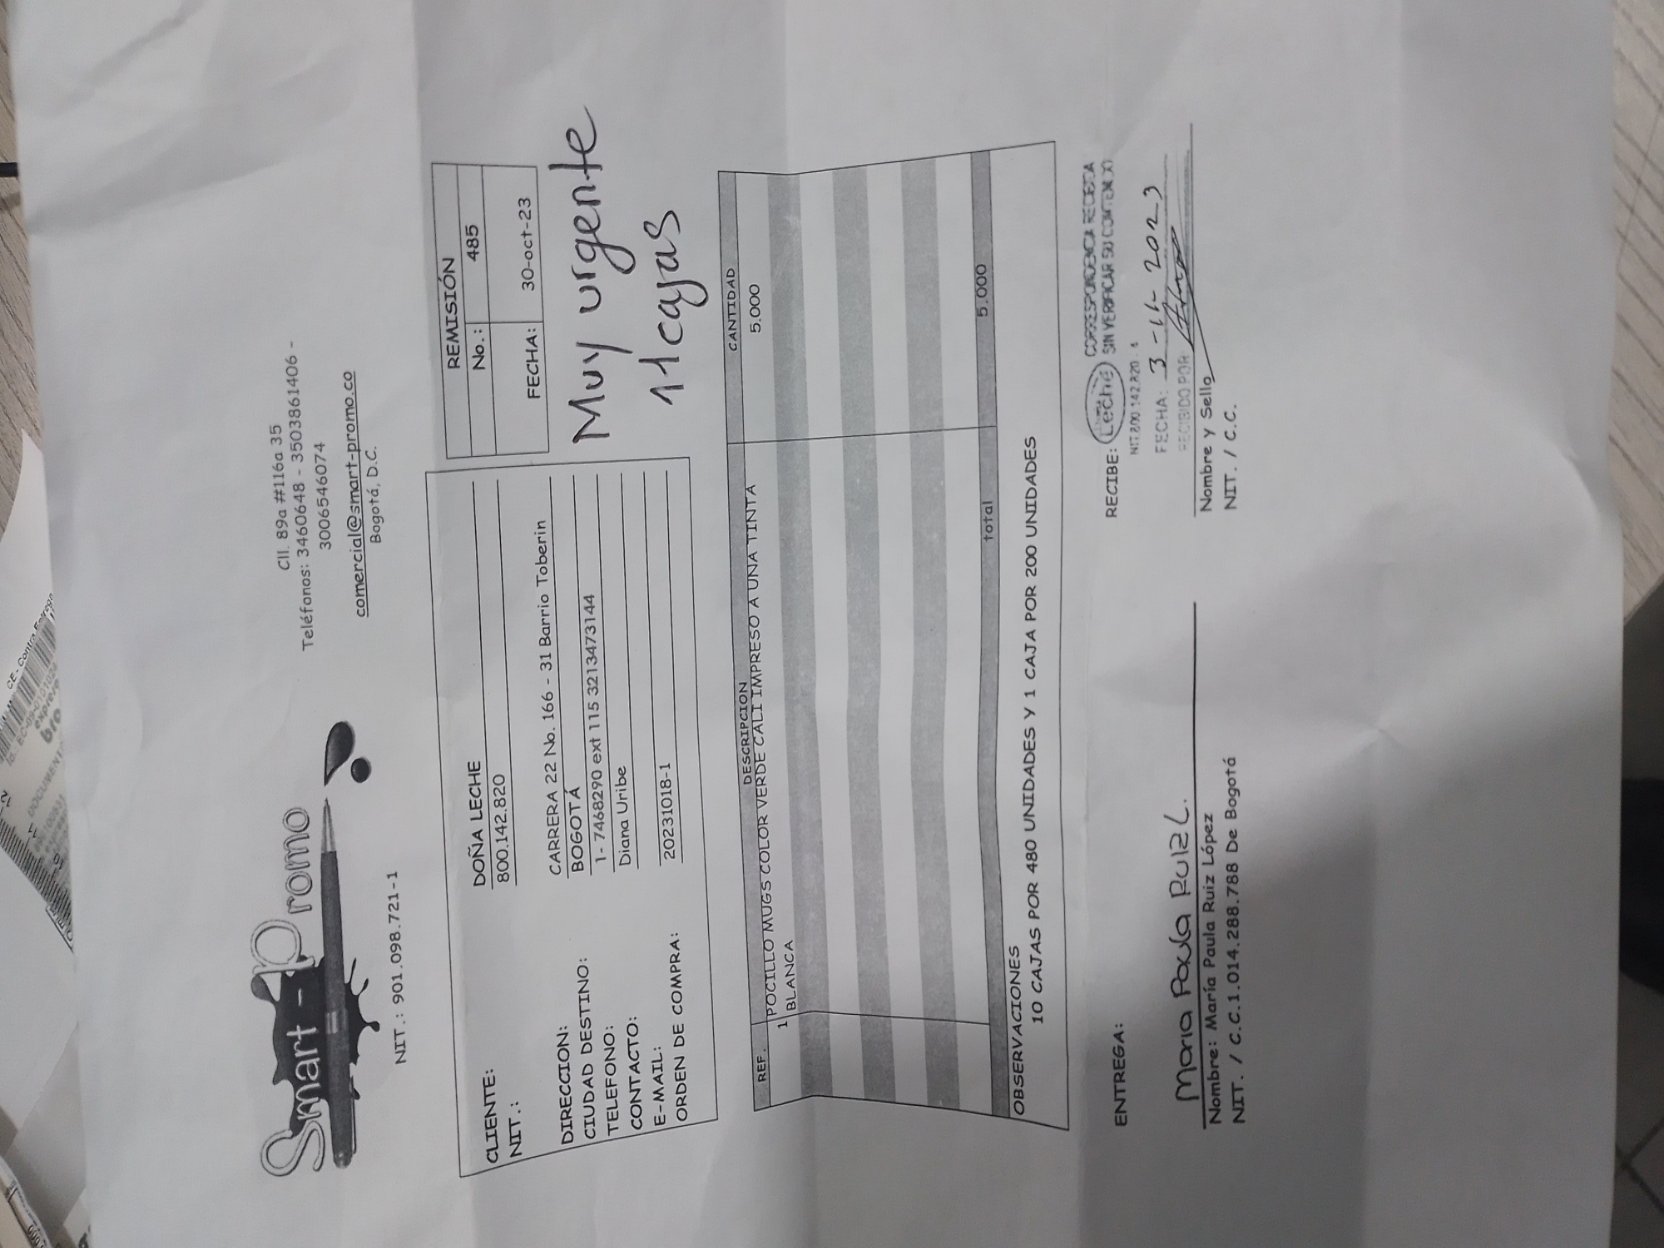 Smart-Promo
NIT.: 901.098.721-1
Cll. 89a #116a 35
Teléfonos: 3460648 - 3503861406 -
3006546074
comercial@smart-promo.co
Bogotá, D.C.
REMISIÓN
No.: 485
FECHA: 30-oct-23
CLIENTE: DOÑA LECHE
NIT.: 800.142.820
DIRECCION: CARRERA 22 No. 166 - 31 Barrio Toberin
CIUDAD DESTINO: BOGOTÁ
TELEFONO: 1- 7468290 ext 115 3213473144
CONTACTO: Diana Uribe
E-MAIL:
ORDEN DE COMPRA: 20231018-1
Muy urgente
11 cajas
REF. DESCRIPCION CANTIDAD
1 POCILLO MUGS COLOR VERDE CALI IMPRESO A UNA TINTA 5.000
BLANCA
total 5.000
OBSERVACIONES
10 CAJAS POR 480 UNIDADES Y 1 CAJA POR 200 UNIDADES
ENTREGA:
Maria Paula Ruiz L.
Nombre: María Paula Ruiz López
NIT. / C.C.1.014.288.788 De Bogotá
RECIBE:
Leche CORRESPONDENCIA RECIBIDA
SIN VERIFICAR SU CONTENIDO
NIT. 800.142.820
FECHA: 3 - 11 - 2023
RECIBIDO POR
Nombre y Sello
NIT. / C.C.